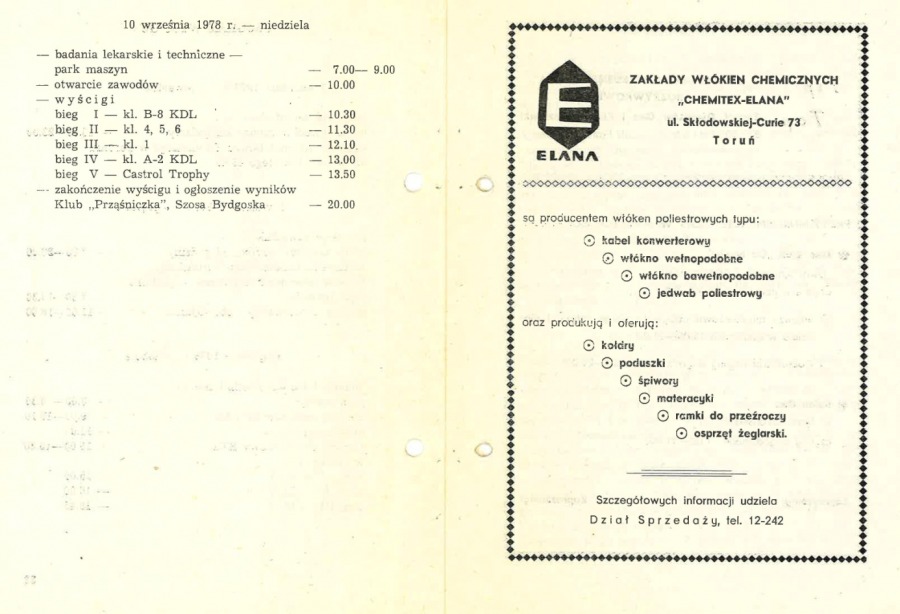 10 września 1978 r. — niedziela
— badania lekarskie i techniczne —
park maszyn — 7.00— 9.00
— otwarcie zawodów — 10.00
— wyścigi
bieg I — kl. B-8 KDL — 10.30
bieg II — kl. 4, 5, 6 — 11.30
bieg III — kl. 1 — 12.10
bieg IV — kl. A-2 KDL — 13.00
bieg V — Castrol Trophy — 13.50
— zakończenie wyścigu i ogłoszenie wyników
Klub „Prząśniczka", Szosa Bydgoska — 20.00
ELANA
ZAKŁADY WŁÓKIEN CHEMICZNYCH
„CHEMITEX-ELANA"
ul. Skłodowskiej-Curie 73
Toruń
są producentem włóken poliestrowych typu:
kabel konwerterowy
włókno wełnopodobne
włókno bawełnopodobne
jedwab poliestrowy
oraz produkują i oferują:
kołdry
poduszki
śpiwory
materacyki
ramki do przeźroczy
osprzęt żeglarski.
Szczegółowych informacji udziela
Dział Sprzedaży, tel. 12-242